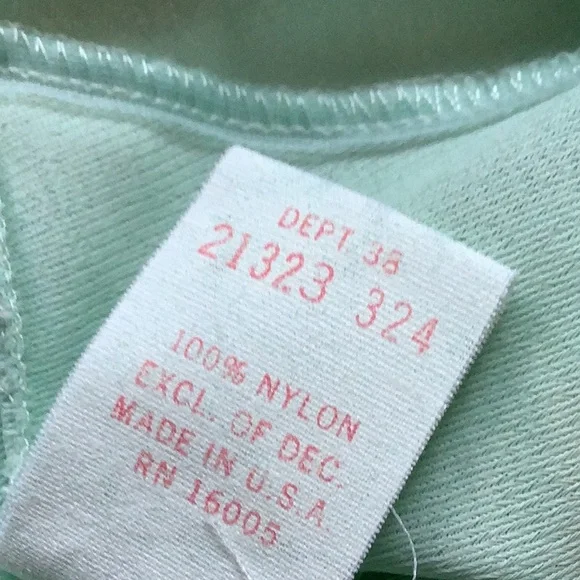 DEPT 38
21323 324
100% NYLON
EXCL. OF DEC.
MADE IN U.S.A
RN 16005